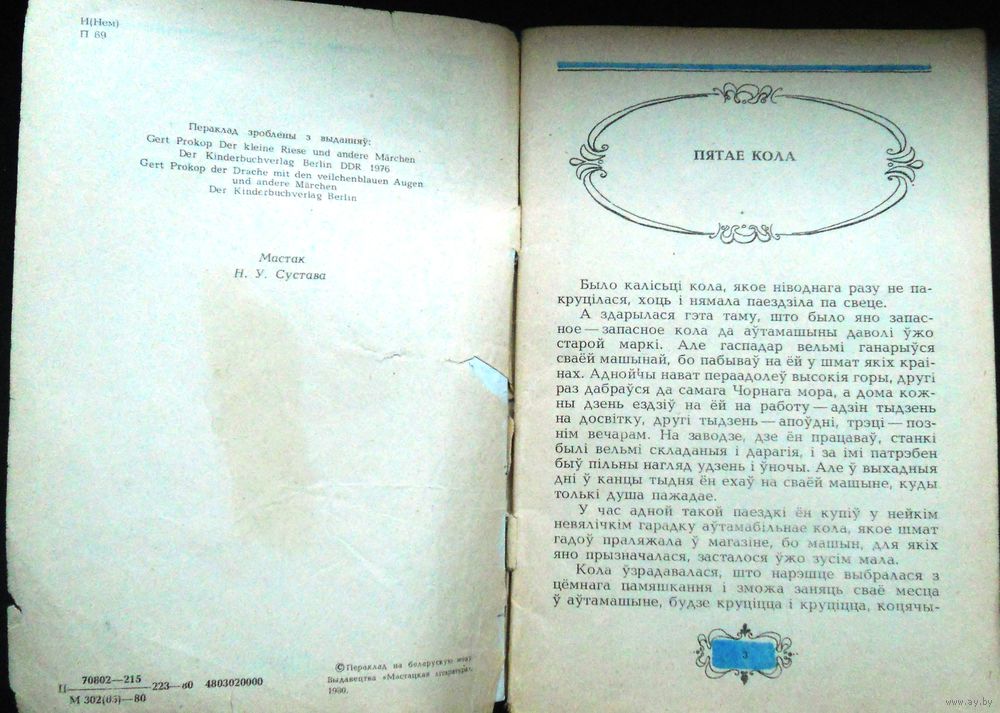 И(Нем)
П 69
Пераклад зроблены з выданняў:
Gert Prokop Der kleine Riese und andere Märchen
Der Kinderbuchverlag Berlin DDR 1976
Gert Prokop der Drache mit den veilchenblauen Augen
und andere Märchen
Der Kinderbuchverlag Berlin
Мастак
Н. У. Сустава
70802—215
Ц 223—80 4803020000
М 302(05)—80
© Пераклад на беларускую мову
Выдавецтва «Мастацкая літаратура»,
1980.
ПЯТАЕ КОЛА
Было калісьці кола, якое ніводнага разу не па-
круцілася, хоць і нямала паездзіла па свеце.
А здарылася гэта таму, што было яно запас-
ное — запасное кола да аўтамашыны даволі ўжо
старой маркі. Але гаспадар вельмі ганарыўся
сваёй машынай, бо пабываў на ёй у шмат якіх краі-
нах. Аднойчы нават пераадолеў высокія горы, другі
раз дабраўся да самага Чорнага мора, а дома кож-
ны дзень ездзіў на ёй на работу — адзін тыдзень
на досвітку, другі тыдзень — апоўдні, трэці — поз-
нім вечарам. На заводзе, дзе ён працаваў, станкі
былі вельмі складаныя і дарагія, і за імі патрэбен
быў пільны нагляд удзень і ўночы. Але ў выхадныя
дні ў канцы тыдня ён ехаў на сваёй машыне, куды
толькі душа пажадае.
У час адной такой паездкі ён купіў у нейкім
невялічкім гарадку аўтамабільнае кола, якое шмат
гадоў праляжала ў магазіне, бо машын, для якіх
яно прызначалася, засталося ўжо зусім мала.
Кола ўзрадавалася, што нарэшце выбралася з
цёмнага памяшкання і зможа заняць сваё месца
ў аўтамашыне, будзе круціцца і круціцца, коцячы-
3
www.ay.by